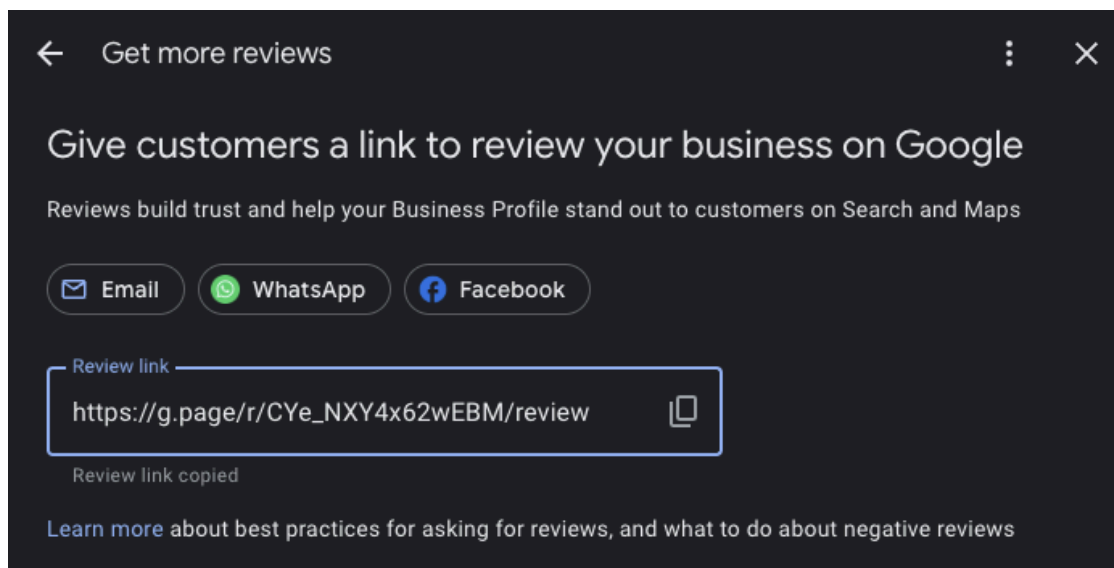 Get more reviews
Give customers a link to review your business on Google
Reviews build trust and help your Business Profile stand out to customers on Search and Maps
Email WhatsApp Facebook
Review link
https://g.page/r/CYe_NXY4x62wEBM/review
Review link copied
Learn more about best practices for asking for reviews, and what to do about negative reviews